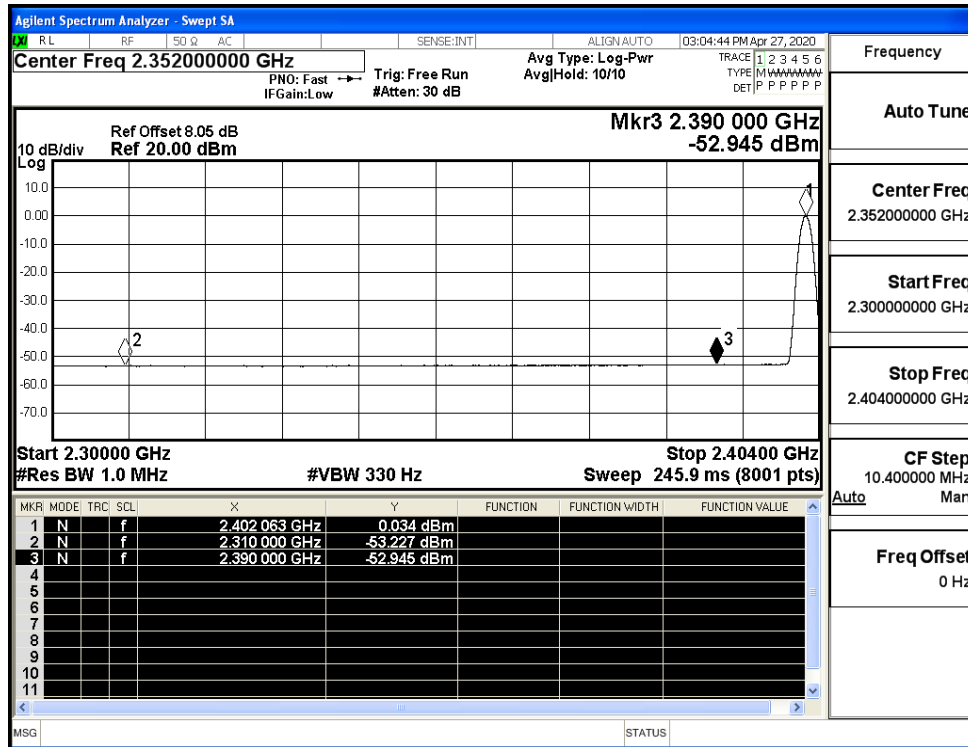 Agilent Spectrum Analyzer - Swept SA
LXI RL RF 50 Ω AC SENSE:INT ALIGN AUTO 03:04:44 PM Apr 27, 2020
Center Freq 2.352000000 GHz
PNO: Fast
IFGain:Low
Trig: Free Run
#Atten: 30 dB
Avg Type: Log-Pwr
Avg|Hold: 10/10
TRACE 1 2 3 4 5 6
TYPE M W W W W W
DET P P P P P P
Mkr3 2.390 000 GHz
-52.945 dBm
Ref Offset 8.05 dB
10 dB/div Ref 20.00 dBm
Log
10.0
0.00
-10.0
-20.0
-30.0
-40.0
-50.0
-60.0
-70.0
1
2
3
Start 2.30000 GHz Stop 2.40400 GHz
#Res BW 1.0 MHz #VBW 330 Hz Sweep 245.9 ms (8001 pts)
MKR MODE TRC SCL X Y FUNCTION FUNCTION WIDTH FUNCTION VALUE
1 N f 2.402 063 GHz 0.034 dBm
2 N f 2.310 000 GHz -53.227 dBm
3 N f 2.390 000 GHz -52.945 dBm
4
5
6
7
8
9
10
11
MSG STATUS
Frequency
Auto Tune
Center Freq
2.352000000 GHz
Start Freq
2.300000000 GHz
Stop Freq
2.404000000 GHz
CF Step
10.400000 MHz
Auto Man
Freq Offset
0 Hz